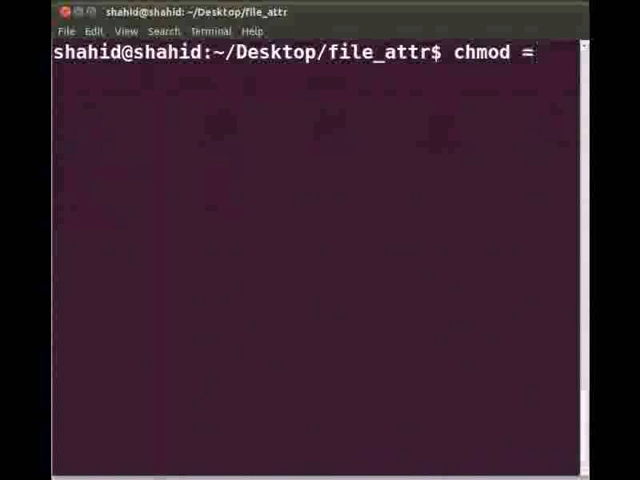 shahid@shahid: ~/Desktop/file_attr
File Edit View Search Terminal Help
shahid@shahid:~/Desktop/file_attr$ chmod =